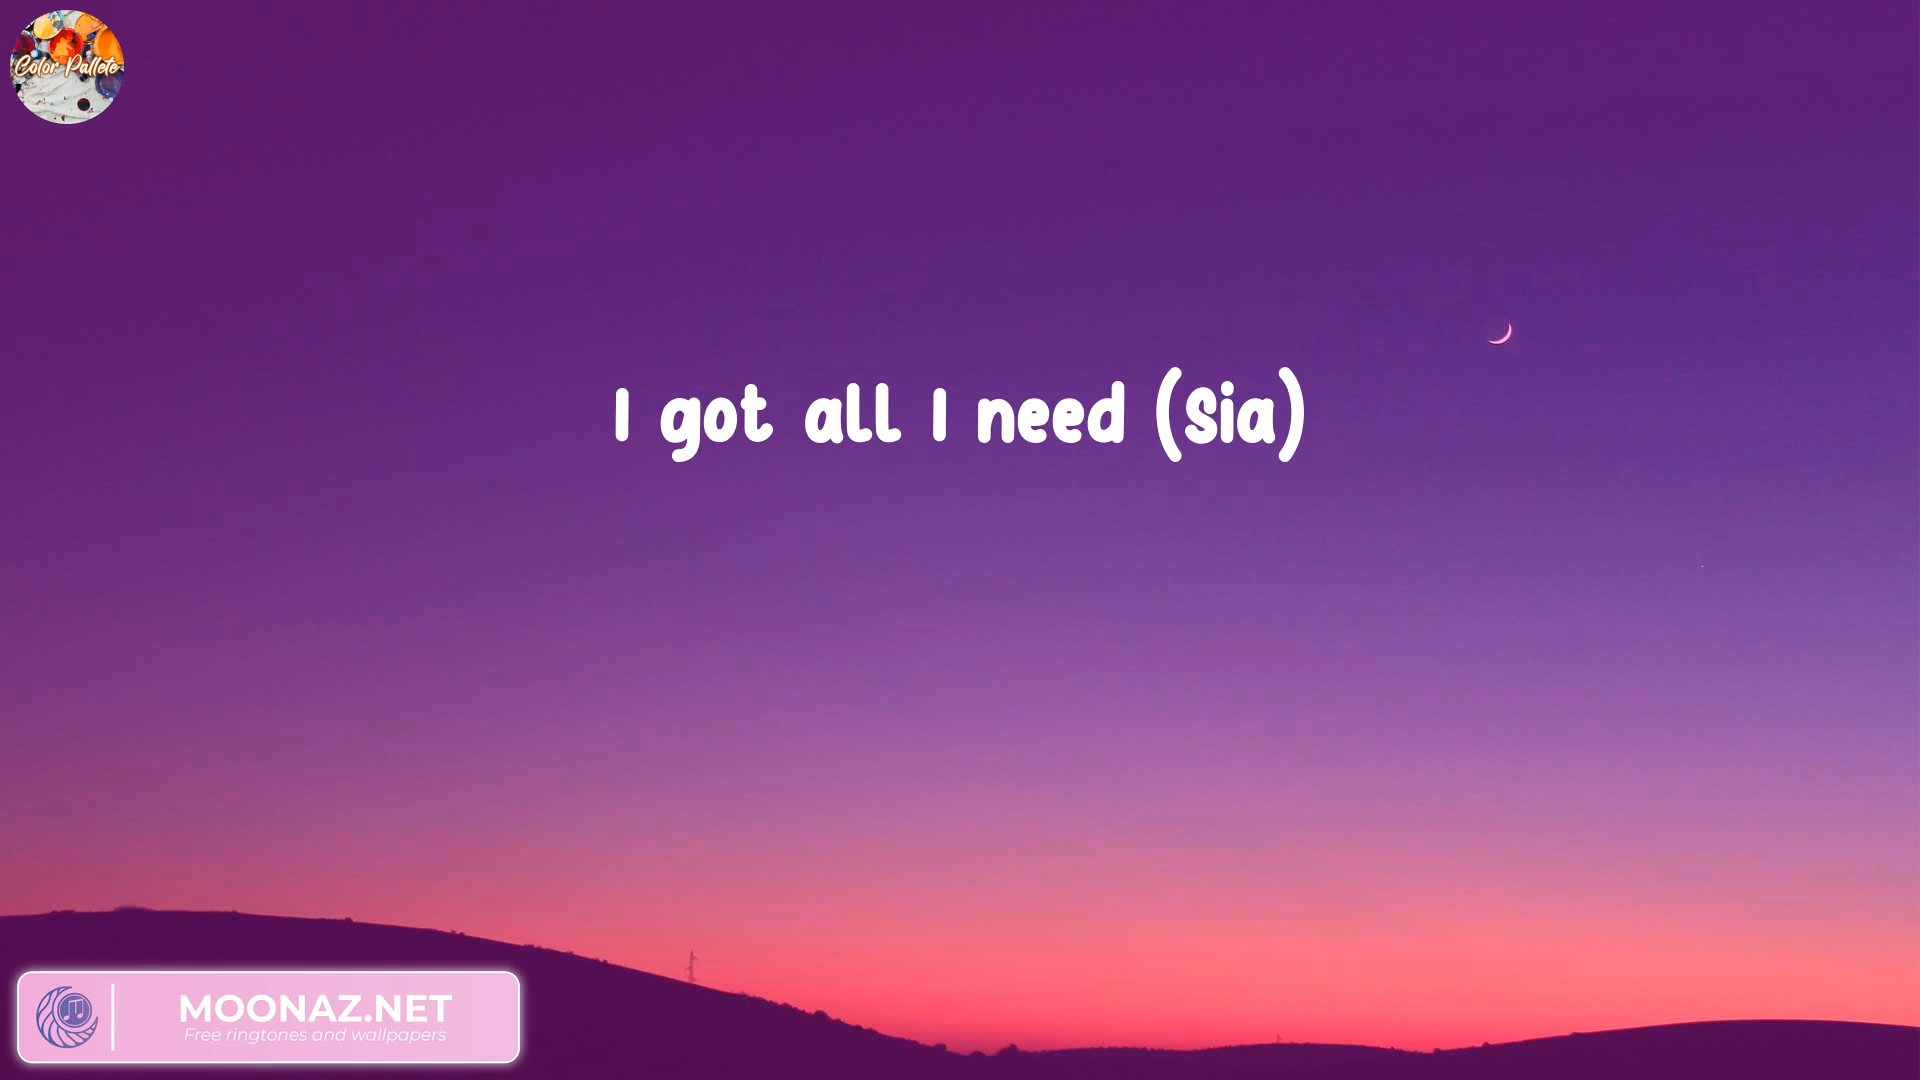 Color Pallete
I got all I need (Sia)
MOONAZ.NET
Free ringtones and wallpapers